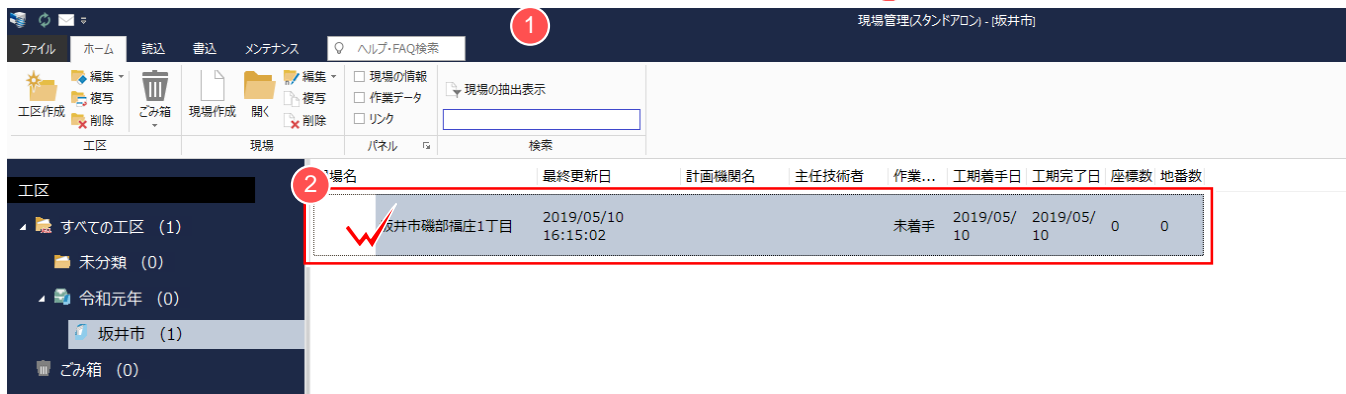 1
現場管理(スタンドアロン) - [坂井市]
ファイル ホーム 読込 書込 メンテナンス ヘルプ・FAQ検索
工区作成 編集 複写 削除 ごみ箱 現場作成 開く 編集 複写 削除 現場の情報 作業データ リンク 現場の抽出表示
工区 現場 パネル 検索
2
場名 最終更新日 計画機関名 主任技術者 作業... 工期着手日 工期完了日 座標数 地番数
工区
坂井市磯部福庄1丁目 2019/05/10 16:15:02 未着手 2019/05/10 2019/05/10 0 0
すべての工区 (1)
未分類 (0)
令和元年 (0)
坂井市 (1)
ごみ箱 (0)